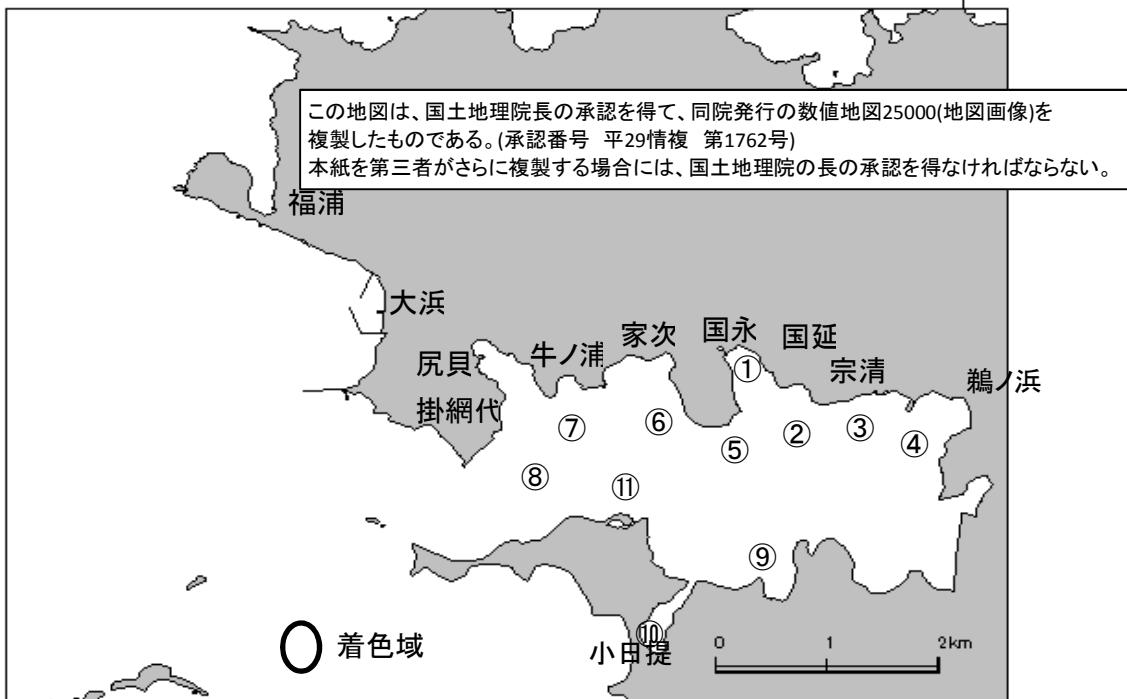 この地図は、国土地理院長の承認を得て、同院発行の数値地図25000(地図画像)を
複製したものである。(承認番号 平29情複 第1762号)
本紙を第三者がさらに複製する場合には、国土地理院の長の承認を得なければならない。
福浦
大浜
家次
国永
国延
尻貝
牛ノ浦
①
宗清
鵜ノ浜
掛網代
⑦
⑥
⑤
②
③
④
⑧
⑪
⑨
⑩
小日提
着色域
0 1 2km